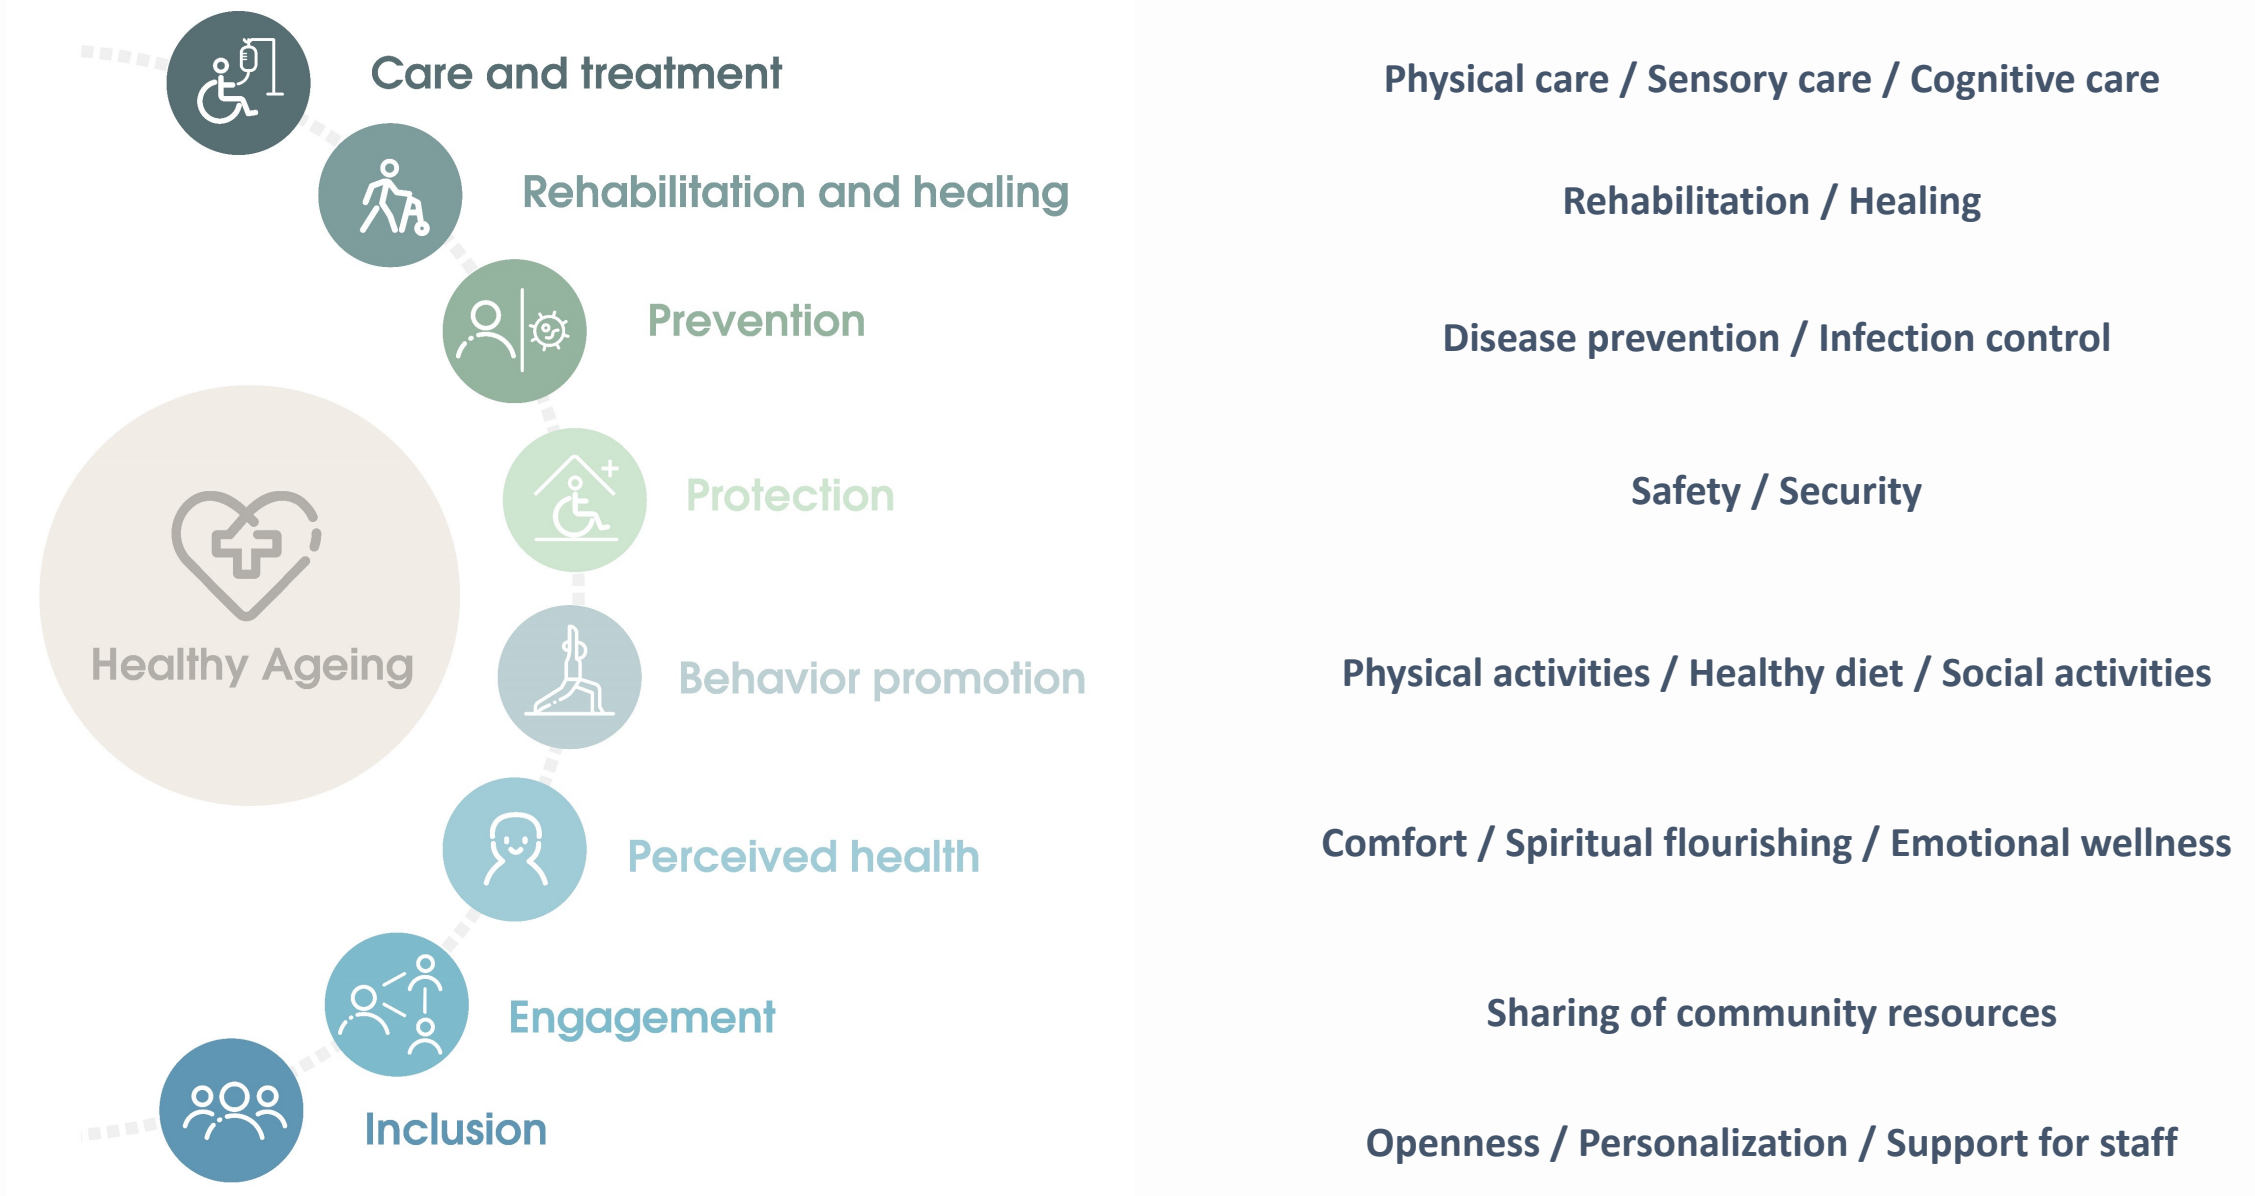 Care and treatment
Physical care / Sensory care / Cognitive care
Rehabilitation and healing
Rehabilitation / Healing
Prevention
Disease prevention / Infection control
Protection
Safety / Security
Healthy Ageing
Behavior promotion
Physical activities / Healthy diet / Social activities
Perceived health
Comfort / Spiritual flourishing / Emotional wellness
Engagement
Sharing of community resources
Inclusion
Openness / Personalization / Support for staff